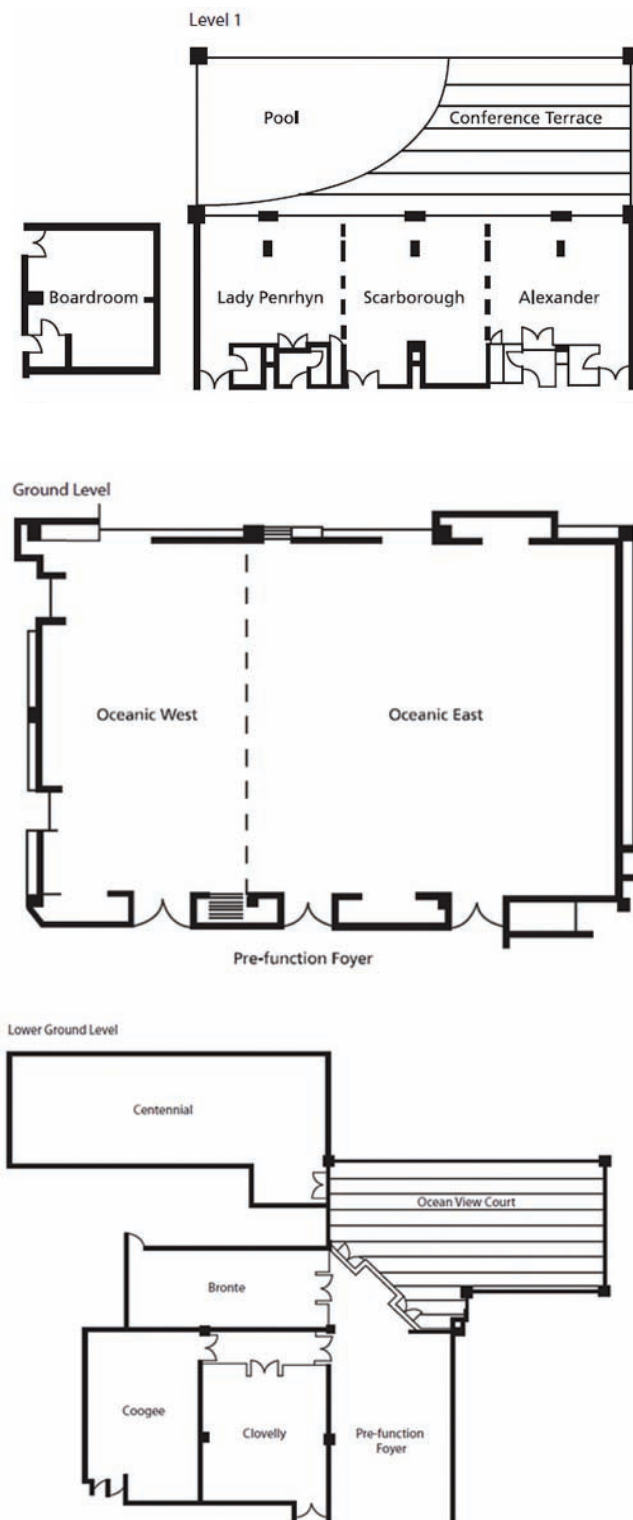 Level 1
Pool
Conference Terrace
Boardroom
Lady Penrhyn
Scarborough
Alexander
Ground Level
Oceanic West
Oceanic East
Pre-function Foyer
Lower Ground Level
Centennial
Ocean View Court
Bronte
Coogee
Clovelly
Pre-function
Foyer